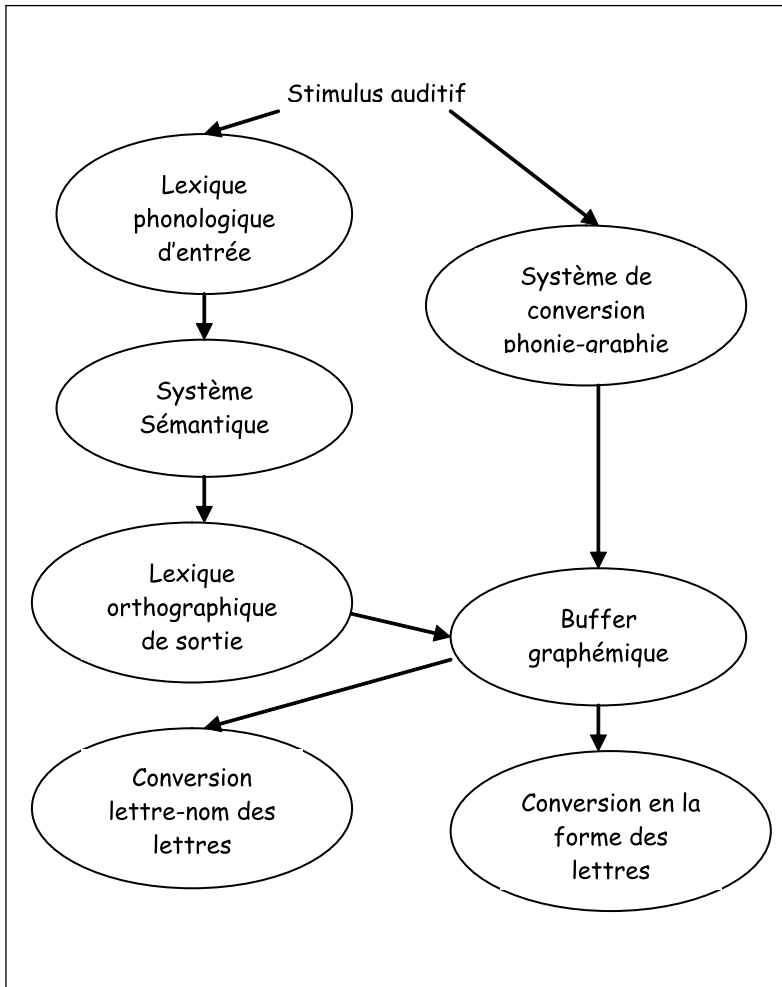 Stimulus auditif
Lexique
phonologique
d'entrée
Système de
conversion
phonie-graphie
Système
Sémantique
Lexique
orthographique
de sortie
Buffer
graphémique
Conversion
lettre-nom des
lettres
Conversion en la
forme des
lettres